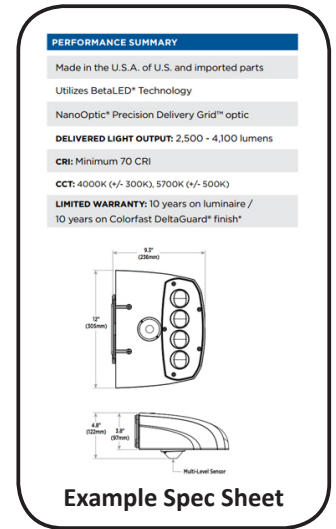 PERFORMANCE SUMMARY
Made in the U.S.A. of U.S. and imported parts
Utilizes BetaLED® Technology
NanoOptic® Precision Delivery Grid™ optic
DELIVERED LIGHT OUTPUT: 2,500 - 4,100 lumens
CRI: Minimum 70 CRI
CCT: 4000K (+/- 300K), 5700K (+/- 500K)
LIMITED WARRANTY: 10 years on luminaire /
10 years on Colorfast DeltaGuard® finish*
9.3"
(236mm)
12"
(305mm)
4.8"
(122mm)
3.8"
(97mm)
Multi-Level Sensor
Example Spec Sheet